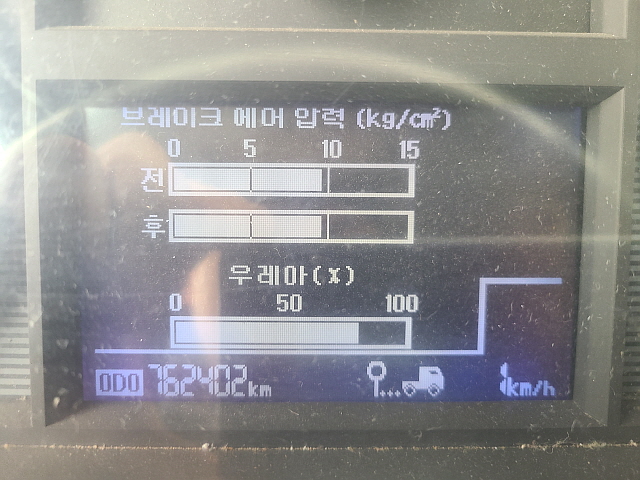 브레이크 에어 압력 (kg/㎠)
0 5 10 15
전
후
우레아(%)
0 50 100
ODO 762402km
1km/h